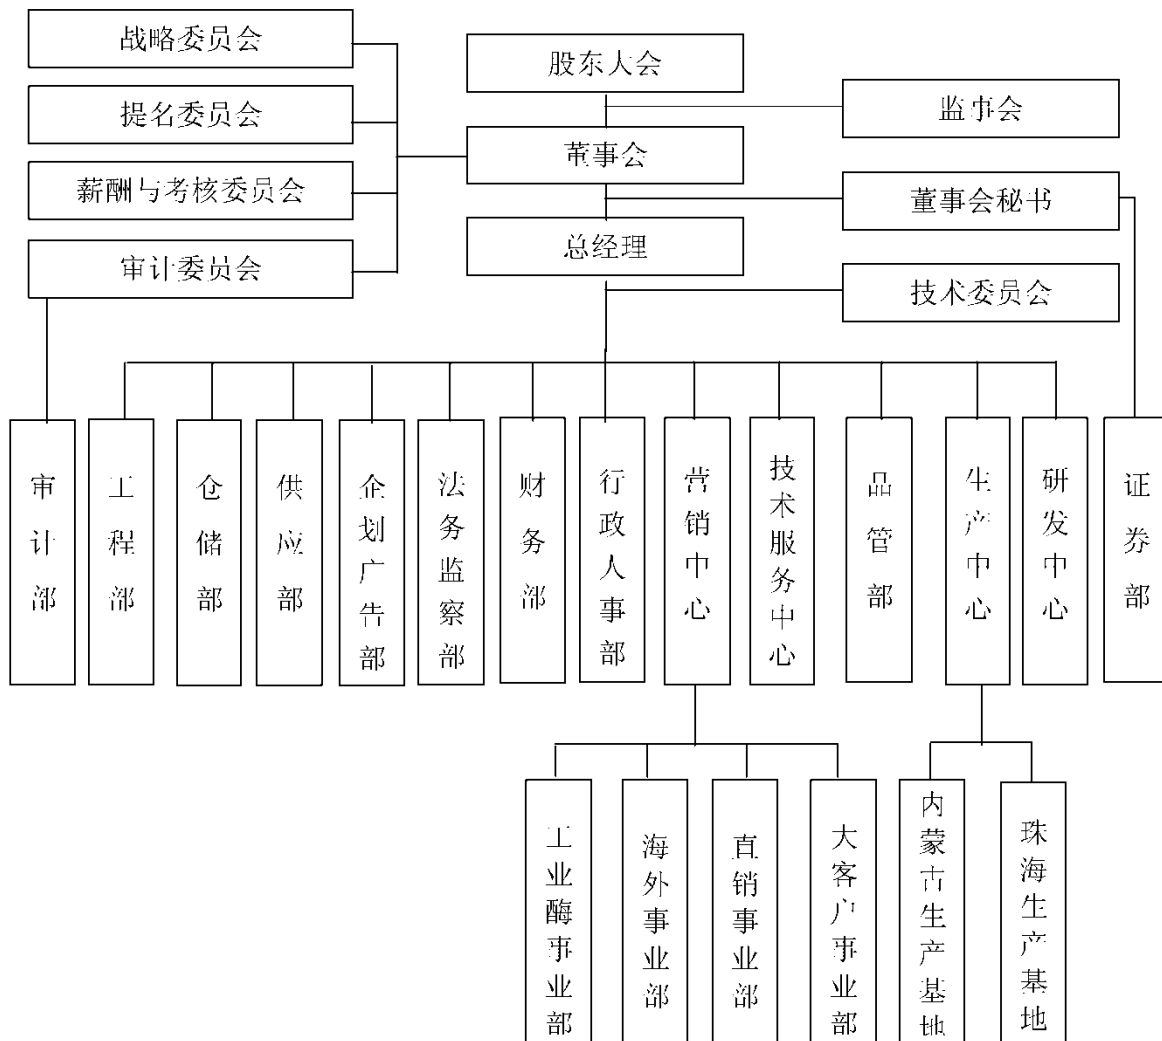 战略委员会
股东大会
提名委员会
监事会
董事会
薪酬与考核委员会
董事会秘书
总经理
审计委员会
技术委员会
审计部
工程部
仓储部
供应部
企划广告部
法务监察部
财务部
行政人事部
营销中心
技术服务中心
品管部
生产中心
研发中心
证券部
工业酶事业部
海外事业部
直销事业部
大客户事业部
内蒙古生产基地
珠海生产基地